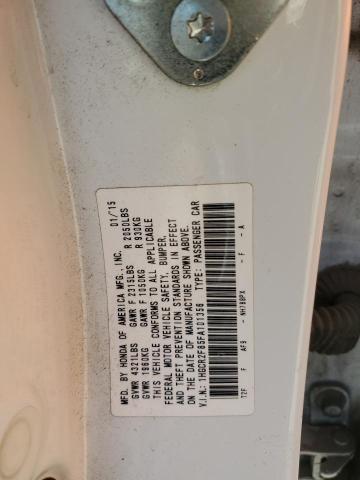 MFD. BY HONDA OF AMERICA MFG., INC. 01/15
GVWR 4321LBS GAWR F 2315LBS R 2050LBS
GVWR 1960KG GAWR F 1050KG R 930KG
THIS VEHICLE CONFORMS TO ALL APPLICABLE
FEDERAL MOTOR VEHICLE SAFETY, BUMPER,
AND THEFT PREVENTION STANDARDS IN EFFECT
ON THE DATE OF MANUFACTURE SHOWN ABOVE.
V.I.N.: 1HGCR2F85FA101356 TYPE: PASSENGER CAR
T2F F AF9 - NH788PX - F - A